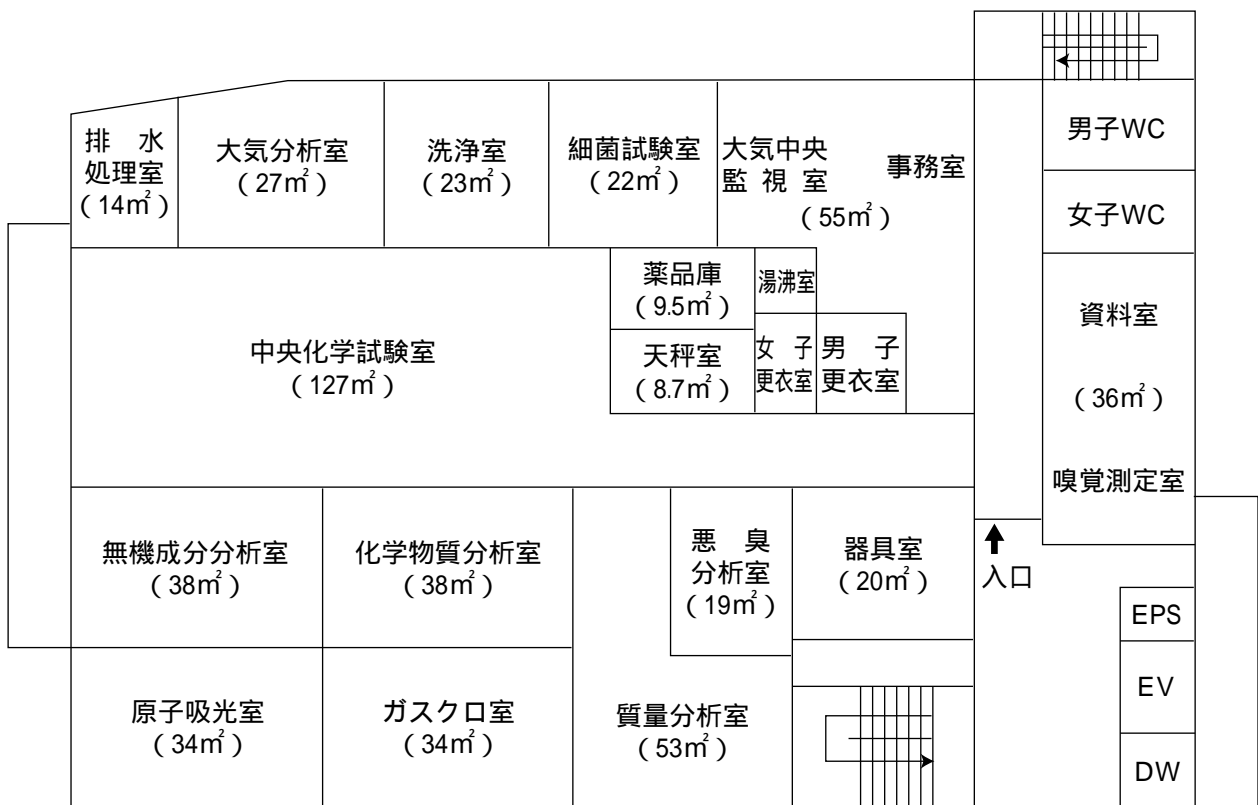 排 水
処理室
（14㎡）
大気分析室
（27㎡）
洗浄室
（23㎡）
細菌試験室
（22㎡）
大気中央
監 視 室
事務室
（55㎡）
男子WC
女子WC
薬品庫
（9.5㎡）
湯沸室
中央化学試験室
（127㎡）
天秤室
（8.7㎡）
女 子
更衣室
男 子
更衣室
資料室
（36㎡）
嗅覚測定室
無機成分分析室
（38㎡）
化学物質分析室
（38㎡）
悪 臭
分析室
（19㎡）
器具室
（20㎡）
入口
EPS
EV
DW
原子吸光室
（34㎡）
ガスクロ室
（34㎡）
質量分析室
（53㎡）